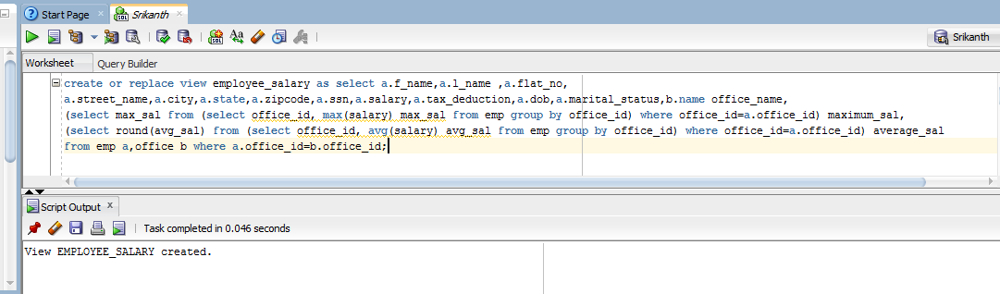 Start Page
Srikanth
Srikanth
Worksheet
Query Builder
create or replace view employee_salary as select a.f_name,a.l_name ,a.flat_no,
a.street_name,a.city,a.state,a.zipcode,a.ssn,a.salary,a.tax_deduction,a.dob,a.marital_status,b.name office_name,
(select max_sal from (select office_id, max(salary) max_sal from emp group by office_id) where office_id=a.office_id) maximum_sal,
(select round(avg_sal) from (select office_id, avg(salary) avg_sal from emp group by office_id) where office_id=a.office_id) average_sal
from emp a,office b where a.office_id=b.office_id;
Script Output
Task completed in 0.046 seconds
View EMPLOYEE_SALARY created.